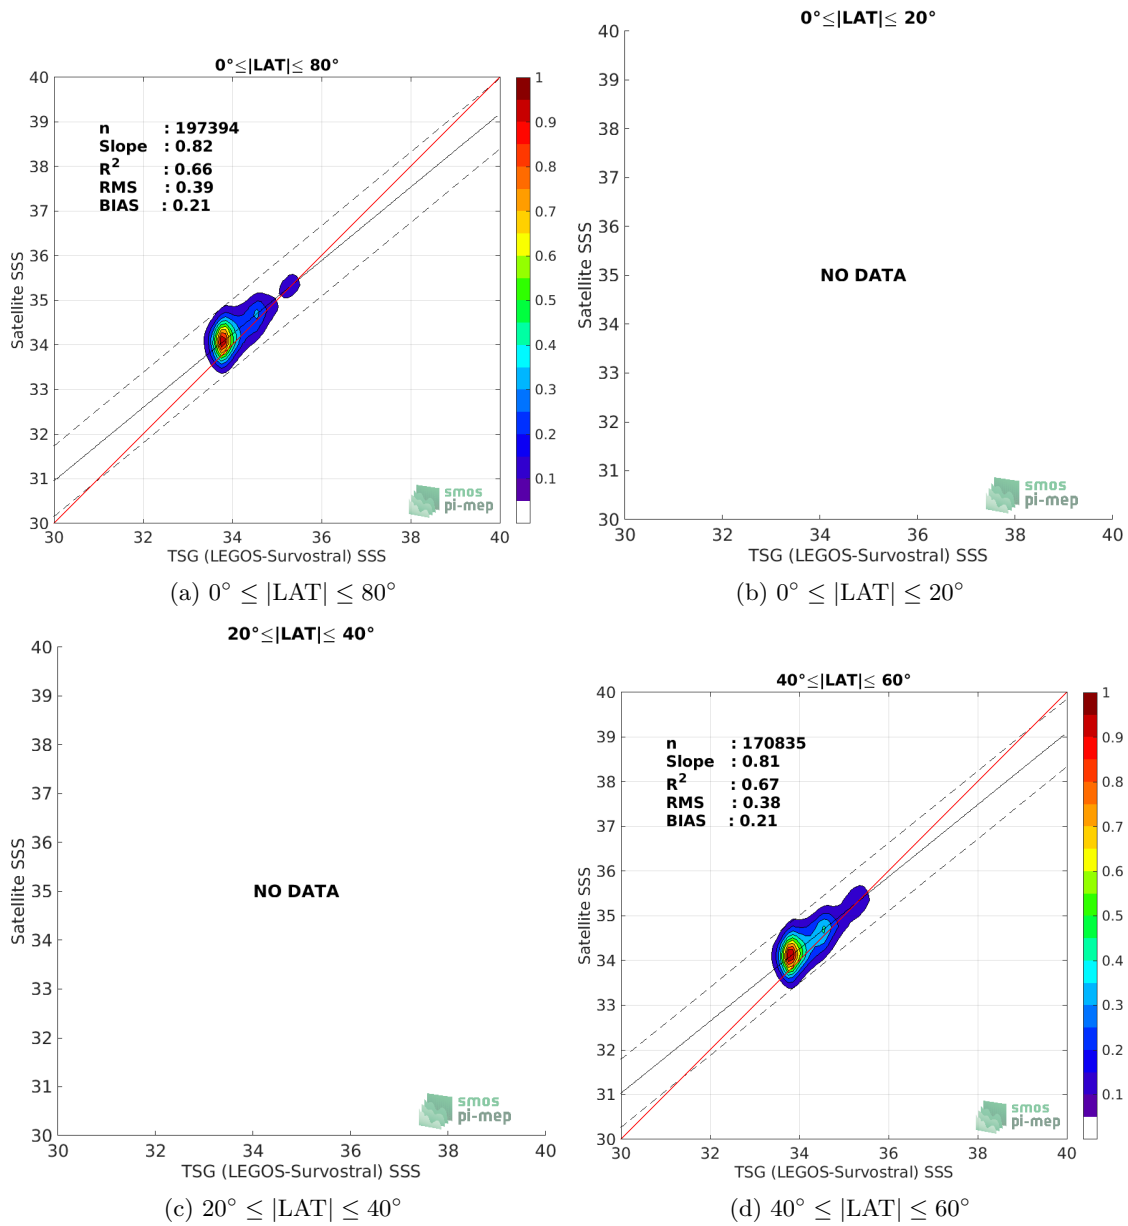 0°≤|LAT|≤ 80°
40
39
38
37
36
35
34
33
32
31
30
Satellite SSS
n : 197394
Slope : 0.82
R² : 0.66
RMS : 0.39
BIAS : 0.21
1
0.9
0.8
0.7
0.6
0.5
0.4
0.3
0.2
0.1
smos
pi-mep
30 32 34 36 38 40
TSG (LEGOS-Survostral) SSS
(a) 0° ≤ |LAT| ≤ 80°
0°≤|LAT|≤ 20°
40
39
38
37
36
35
34
33
32
31
30
Satellite SSS
NO DATA
smos
pi-mep
30 32 34 36 38 40
TSG (LEGOS-Survostral) SSS
(b) 0° ≤ |LAT| ≤ 20°
20°≤|LAT|≤ 40°
40
39
38
37
36
35
34
33
32
31
30
Satellite SSS
NO DATA
smos
pi-mep
30 32 34 36 38 40
TSG (LEGOS-Survostral) SSS
(c) 20° ≤ |LAT| ≤ 40°
40°≤|LAT|≤ 60°
40
39
38
37
36
35
34
33
32
31
30
Satellite SSS
n : 170835
Slope : 0.81
R² : 0.67
RMS : 0.38
BIAS : 0.21
1
0.9
0.8
0.7
0.6
0.5
0.4
0.3
0.2
0.1
smos
pi-mep
30 32 34 36 38 40
TSG (LEGOS-Survostral) SSS
(d) 40° ≤ |LAT| ≤ 60°